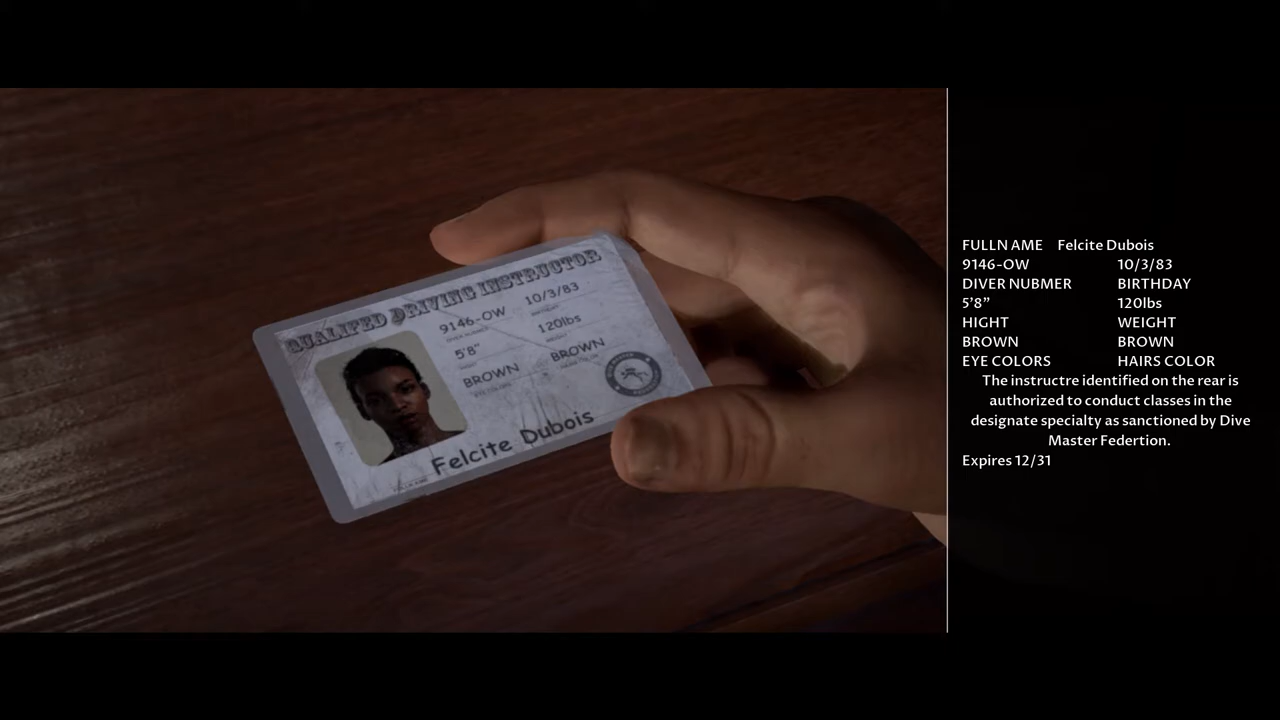 QUALIFED DRIVING INSTRUCTOR
9146-OW 10/3/83
5'8" 120lbs
BROWN BROWN
Felcite Dubois
FULLN AME Felcite Dubois
9146-OW 10/3/83
DIVER NUBMER BIRTHDAY
5'8” 120lbs
HIGHT WEIGHT
BROWN BROWN
EYE COLORS HAIRS COLOR
The instructre identified on the rear is
authorized to conduct classes in the
designate specialty as sanctioned by Dive
Master Federtion.
Expires 12/31